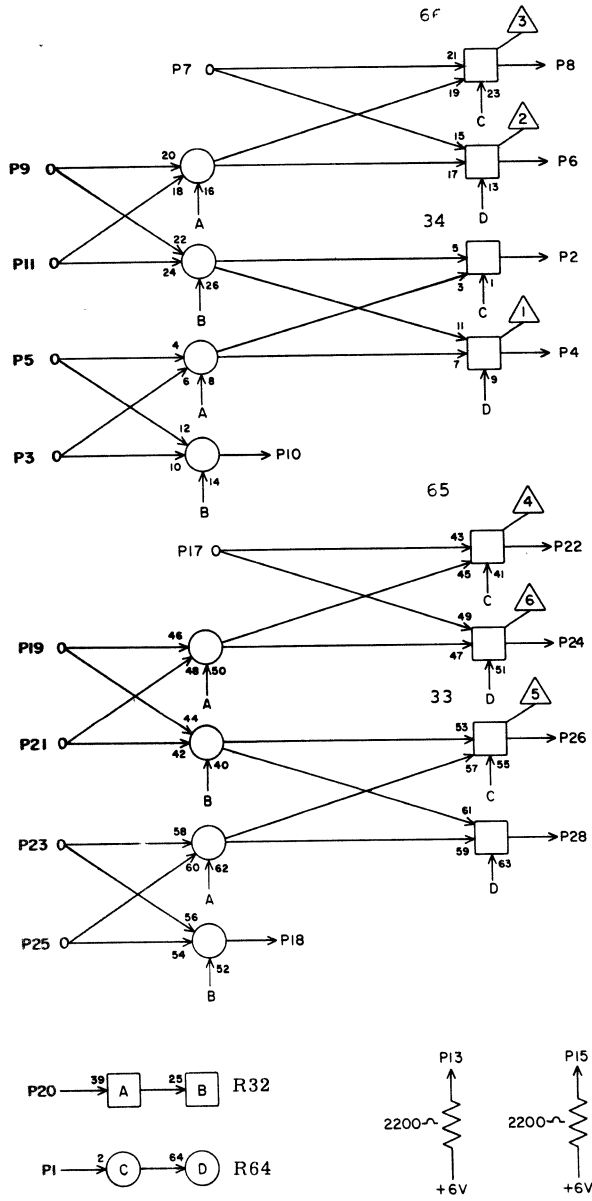 66
3
P7 O 21 P8
19 23
C
2
20 15 P6
P9 O 17 13
18 16
A D
34
22 5 P2
P11 O 24 26 3 1
B C
1
4 11
P5 O 6 8 7 P4
9
A D
12
P3 O 10 P10
14
B
65
4
P17 O 43 P22
45 41
C
6
46 49
P19 O 47 P24
48 50 51
A D
33
5
44 53
P21 O 42 40 P26
57 55
B C
58 61
P23 O 59 P28
60 62 63
A D
56
P25 O 54 P18
52
B
P20 39 A 25 B R32
P1 2 C 64 D R64
P13 P15
2200 2200
+6V +6V